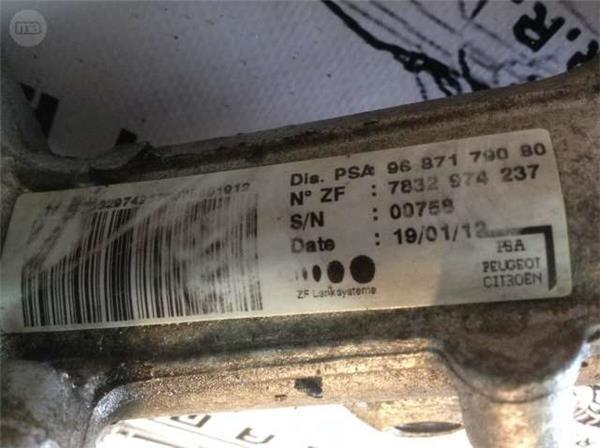 Dis. PSA: 96 871 790 80
N° ZF : 7832 974 237
S/N : 00758
Date : 19/01/12
ZF Lenksysteme
PSA
PEUGEOT
CITROËN